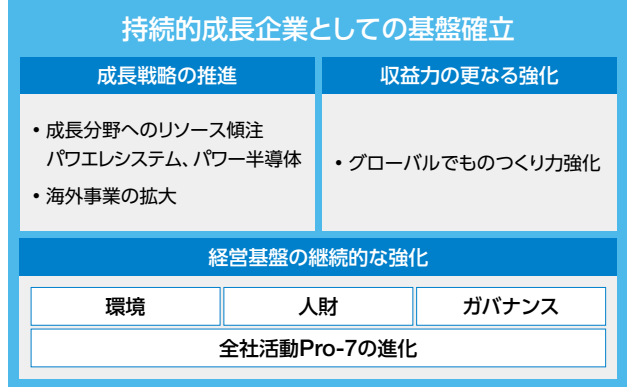 持続的成長企業としての基盤確立
成長戦略の推進
・成長分野へのリソース傾注
パワエレシステム、パワー半導体
・海外事業の拡大
収益力の更なる強化
・グローバルでものつくり力強化
経営基盤の継続的な強化
環境
人財
ガバナンス
全社活動Pro-7の進化